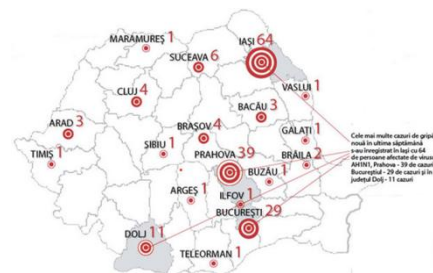 MARAMUREȘ 1
IAȘI 64
SUCEAVA 6
VASLUI 1
CLUJ 4
BACĂU 3
ARAD 3
BRAȘOV 4
GALAȚI 1
TIMIȘ 1
SIBIU 1
PRAHOVA 39
BRĂILA 2
BUZĂU 1
ARGEȘ 1
ILFOV 1
BUCUREȘTI 29
DOLJ 11
TELEORMAN 1
Cele mai multe cazuri de gripă
nouă în ultima săptămână
s-au înregistrat în Iași cu 64
de persoane afectate de virusul
AH1N1, Prahova - 39 de cazuri
Bucureștiul - 29 de cazuri și în
județul Dolj - 11 cazuri